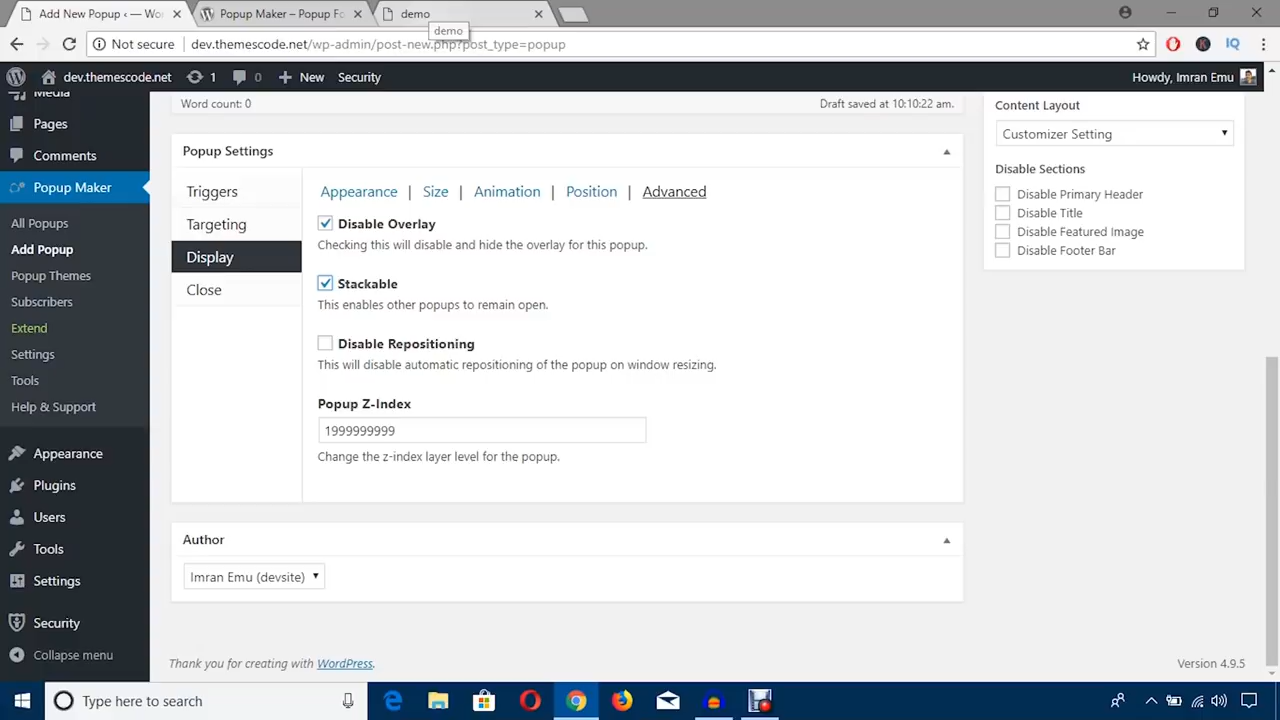 Add New Popup ‹ — Wor
Popup Maker – Popup Fo
demo
demo
Not secure
dev.themescode.net/wp-admin/post-new.php?post_type=popup
IQ
dev.themescode.net
1
0
New
Security
Howdy, Imran Emu
Media
Pages
Comments
Popup Maker
All Popups
Add Popup
Popup Themes
Subscribers
Extend
Settings
Tools
Help & Support
Appearance
Plugins
Users
Tools
Settings
Security
Collapse menu
Word count: 0
Draft saved at 10:10:22 am.
Popup Settings
Triggers
Targeting
Display
Close
Appearance | Size | Animation | Position | Advanced
Disable Overlay
Checking this will disable and hide the overlay for this popup.
Stackable
This enables other popups to remain open.
Disable Repositioning
This will disable automatic repositioning of the popup on window resizing.
Popup Z-Index
1999999999
Change the z-index layer level for the popup.
Author
Imran Emu (devsite)
Content Layout
Customizer Setting
Disable Sections
Disable Primary Header
Disable Title
Disable Featured Image
Disable Footer Bar
Thank you for creating with WordPress.
Version 4.9.5
Type here to search